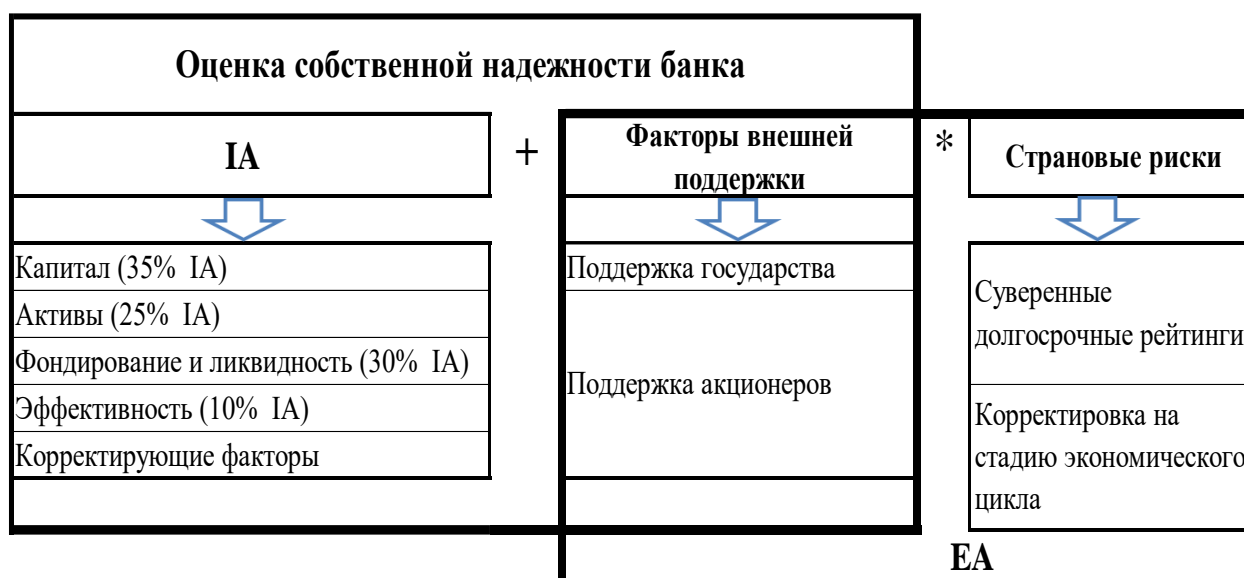 Оценка собственной надежности банка
IA
+
Факторы внешней
поддержки
*
Страновые риски
Капитал (35% IA)
Активы (25% IA)
Фондирование и ликвидность (30% IA)
Эффективность (10% IA)
Корректирующие факторы
Поддержка государства
Поддержка акционеров
Суверенные
долгосрочные рейтинги
Корректировка на
стадию экономического
цикла
EA